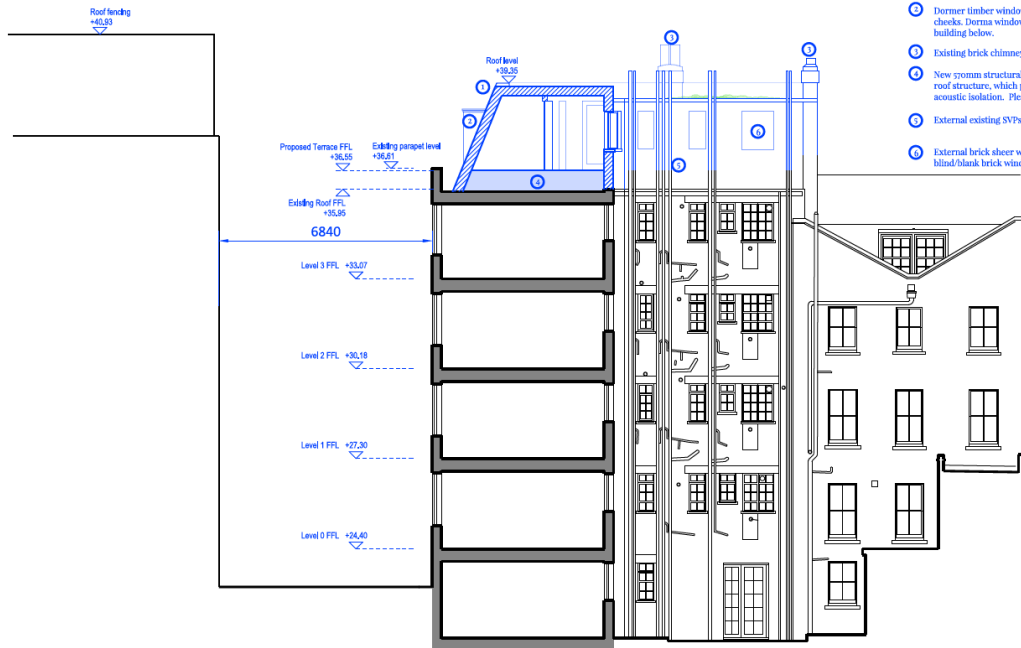 Roof fencing
+40.93
Roof level
+39.35
Proposed Terrace FFL
+36.55
Existing parapet level
+36.61
Existing Roof FFL
+35.95
6840
Level 3 FFL +33.07
Level 2 FFL +30.18
Level 1 FFL +27.30
Level 0 FFL +24.40
1
2
3
3
4
5
6
2 Dormer timber windo
cheeks. Dorma window
building below.
3 Existing brick chimney
4 New 570mm structural
roof structure, which p
acoustic isolation. Ple
5 External existing SVPs
6 External brick sheer w
blind/blank brick wind